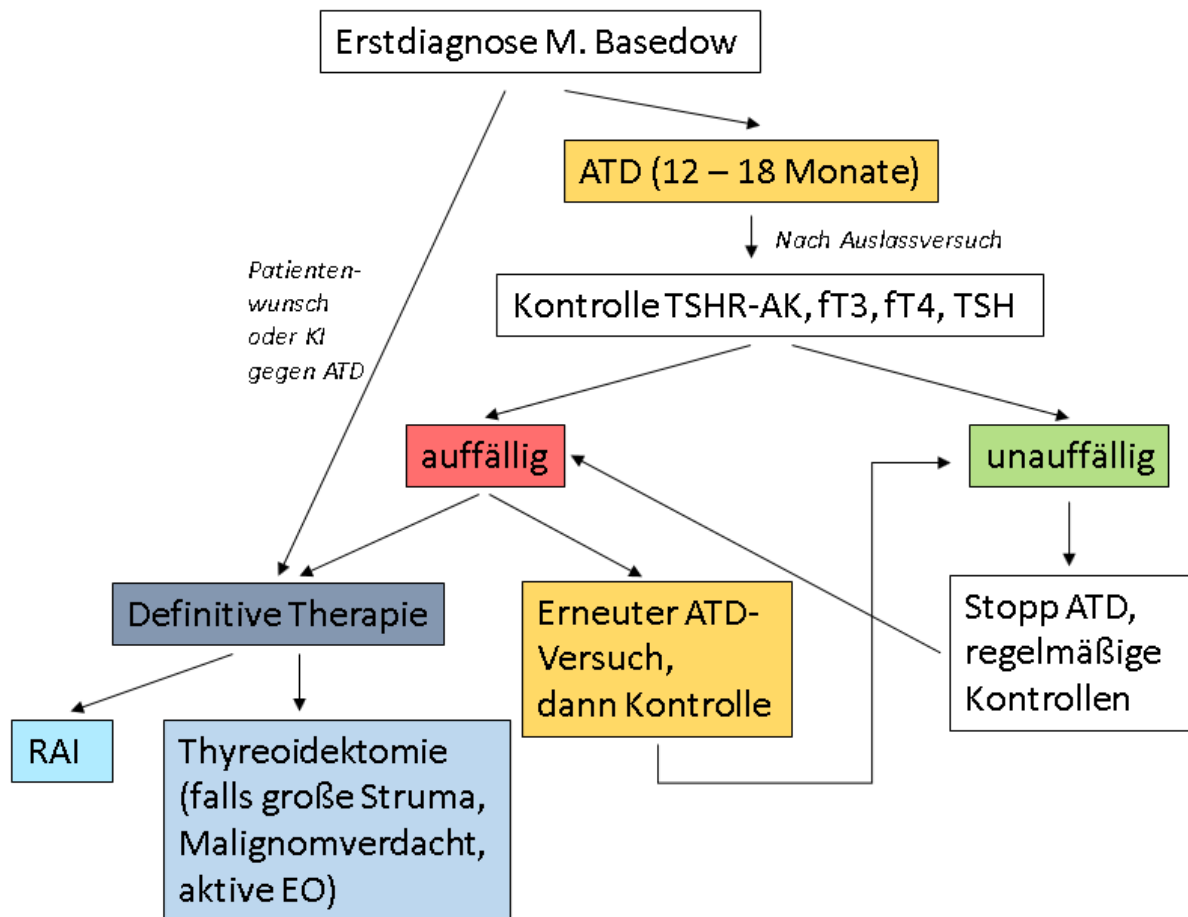 Erstdiagnose M. Basedow
ATD (12 – 18 Monate)
Nach Auslassversuch
Patienten-
wunsch
oder KI
gegen ATD
Kontrolle TSHR-AK, fT3, fT4, TSH
auffällig
unauffällig
Definitive Therapie
Erneuter ATD-
Versuch,
dann Kontrolle
Stopp ATD,
regelmäßige
Kontrollen
RAI
Thyreoidektomie
(falls große Struma,
Malignomverdacht,
aktive EO)